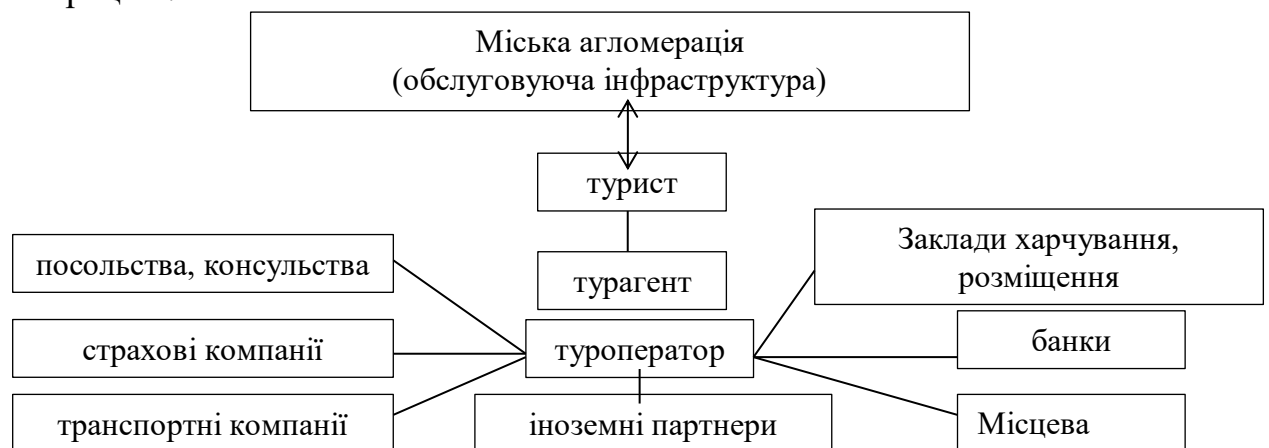 Міська агломерація
(обслуговуюча інфраструктура)
турист
Заклади харчування,
розміщення
посольства, консульства
турагент
страхові компанії
туроператор
банки
транспортні компанії
іноземні партнери
Місцева